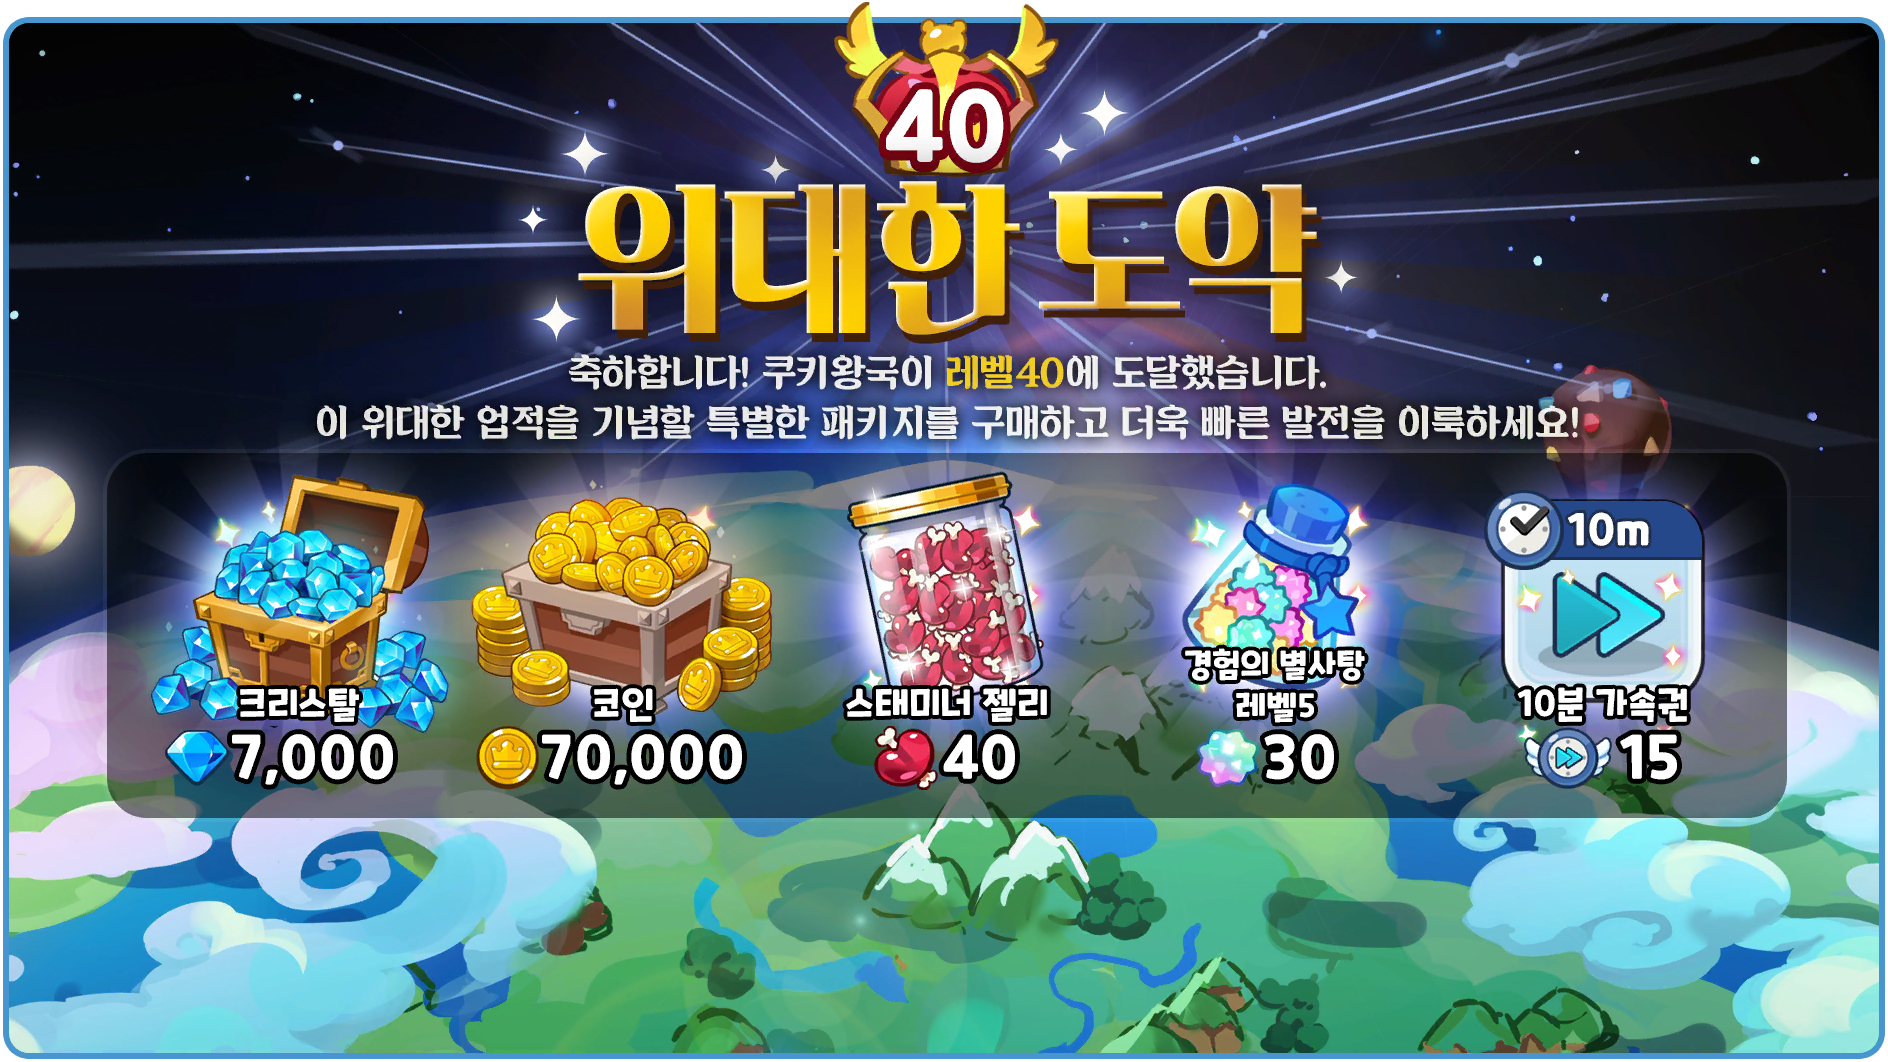 40
위대한 도약
축하합니다! 쿠키왕국이 레벨40에 도달했습니다.
이 위대한 업적을 기념할 특별한 패키지를 구매하고 더욱 빠른 발전을 이룩하세요!
크리스탈
7,000
코인
70,000
스태미너 젤리
40
경험의 별사탕
레벨5
30
10m
10분 가속권
15